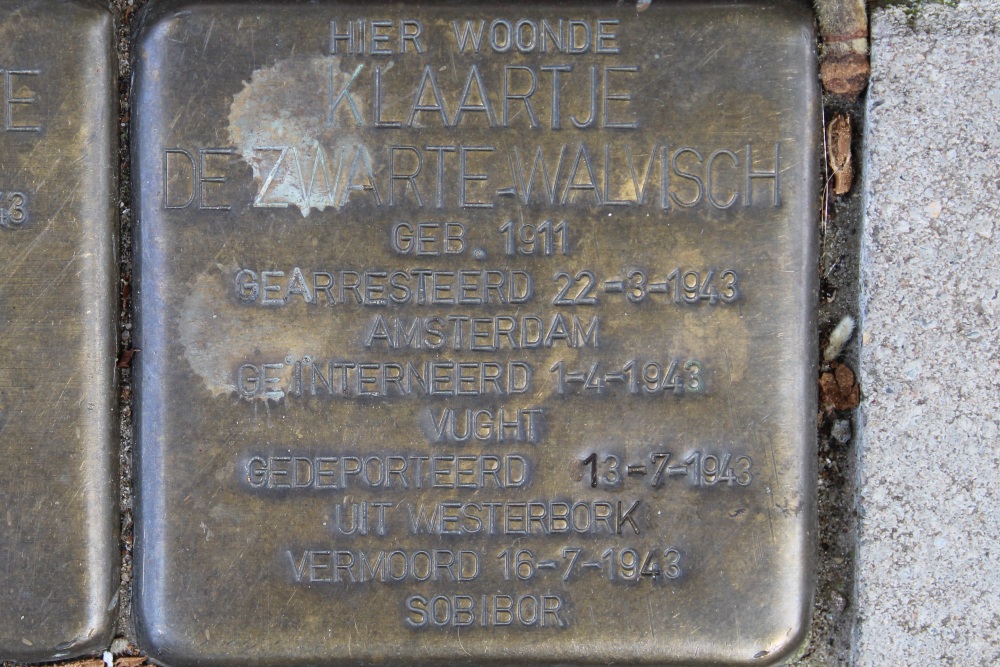 HIER WOONDE
KLAARTJE
DE ZWARTE-WALVISCH
GEB. 1911
GEARRESTEERD 22-3-1943
AMSTERDAM
GEÏNTERNEERD 1-4-1943
VUGHT
GEDEPORTEERD 13-7-1943
UIT WESTERBORK
VERMOORD 16-7-1943
SOBIBOR